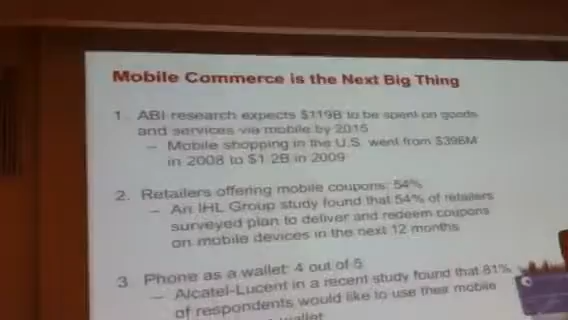 Mobile Commerce is the Next Big Thing
1. ABI research expects $119B to be spent on goods
and services via mobile by 2015
– Mobile shopping in the U.S. went from $396M
in 2008 to $1.2B in 2009
2. Retailers offering mobile coupons: 54%
– An IHL Group study found that 54% of retailers
surveyed plan to deliver and redeem coupons
on mobile devices in the next 12 months
3. Phone as a wallet: 4 out of 5
– Alcatel-Lucent in a recent study found that 81%
of respondents would like to use their mobile
wallet